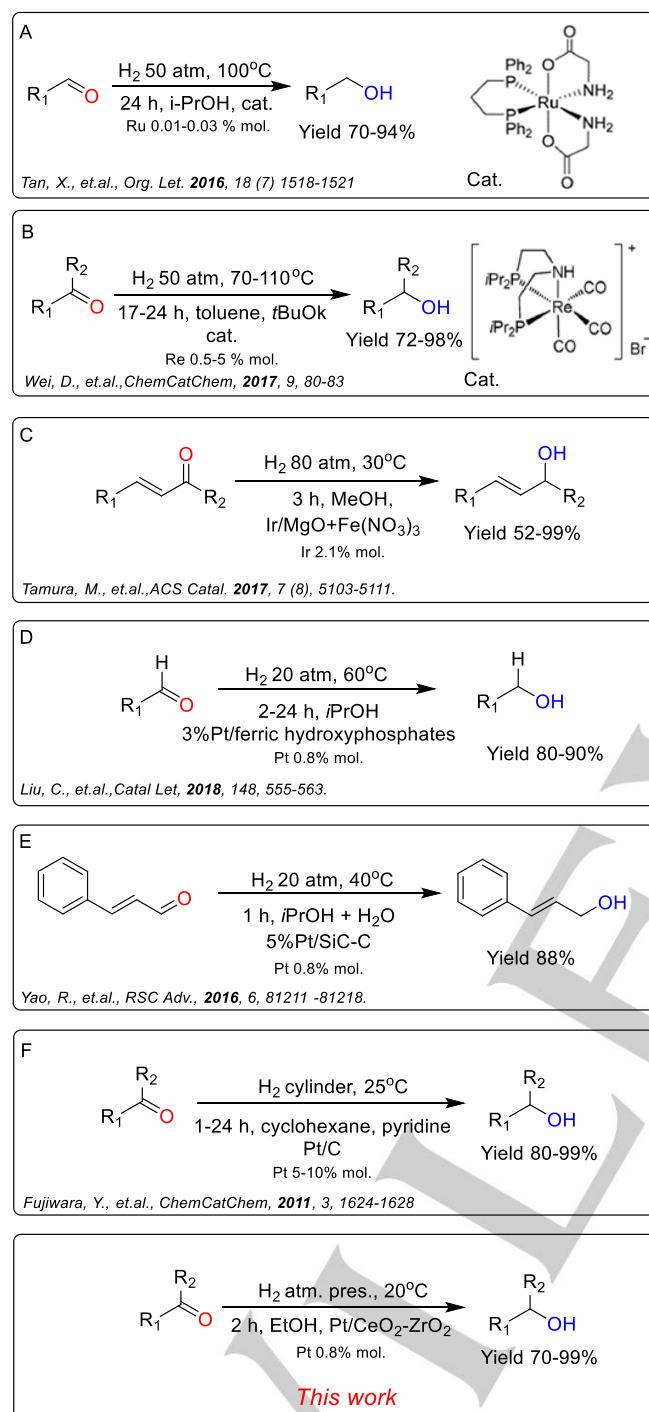 A
R1
O
H2 50 atm, 100oC
24 h, i-PrOH, cat.
Ru 0.01-0.03 % mol.
R1
OH
Yield 70-94%
Ph2
P
P
Ph2
Ru
O
O
NH2
NH2
O
O
Cat.
Tan, X., et.al., Org. Let. 2016, 18 (7) 1518-1521
B
R2
R1
O
H2 50 atm, 70-110oC
17-24 h, toluene, tBuOk
cat.
Re 0.5-5 % mol.
R2
R1
OH
Yield 72-98%
iPr2P
iPr2
P
NH
Re
CO
CO
CO
+
Br−
Cat.
Wei, D., et.al.,ChemCatChem, 2017, 9, 80-83
C
O
R1
R2
H2 80 atm, 30oC
3 h, MeOH,
Ir/MgO+Fe(NO3)3
Ir 2.1% mol.
OH
R1
R2
Yield 52-99%
Tamura, M., et.al.,ACS Catal. 2017, 7 (8), 5103-5111.
D
H
R1
O
H2 20 atm, 60oC
2-24 h, iPrOH
3%Pt/ferric hydroxyphosphates
Pt 0.8% mol.
H
R1
OH
Yield 80-90%
Liu, C., et.al.,Catal Let, 2018, 148, 555-563.
E
O
H2 20 atm, 40oC
1 h, iPrOH + H2O
5%Pt/SiC-C
Pt 0.8% mol.
OH
Yield 88%
Yao, R., et.al., RSC Adv., 2016, 6, 81211 -81218.
F
R2
R1
O
H2 cylinder, 25oC
1-24 h, cyclohexane, pyridine
Pt/C
Pt 5-10% mol.
R2
R1
OH
Yield 80-99%
Fujiwara, Y., et.al., ChemCatChem, 2011, 3, 1624-1628
R2
R1
O
H2 atm. pres., 20oC
2 h, EtOH, Pt/CeO2-ZrO2
Pt 0.8% mol.
R2
R1
OH
Yield 70-99%
This work